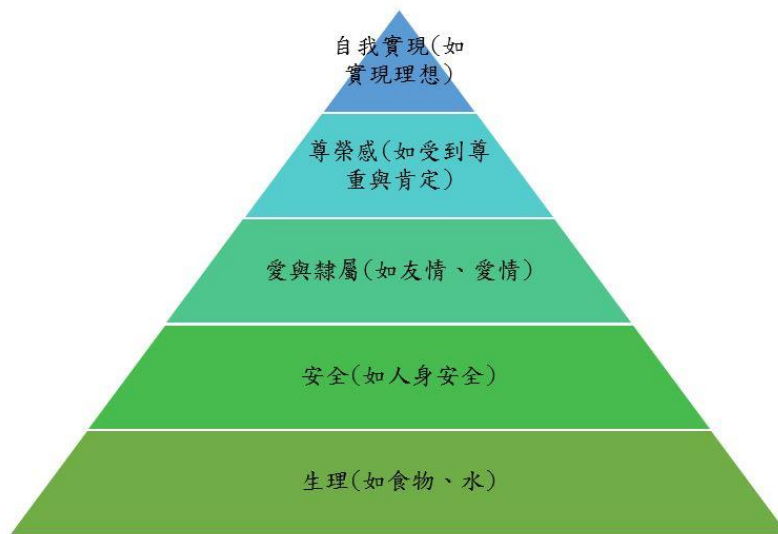 自我實現(如
實現理想)
尊榮感(如受到尊
重與肯定)
愛與隸屬(如友情、愛情)
安全(如人身安全)
生理(如食物、水)